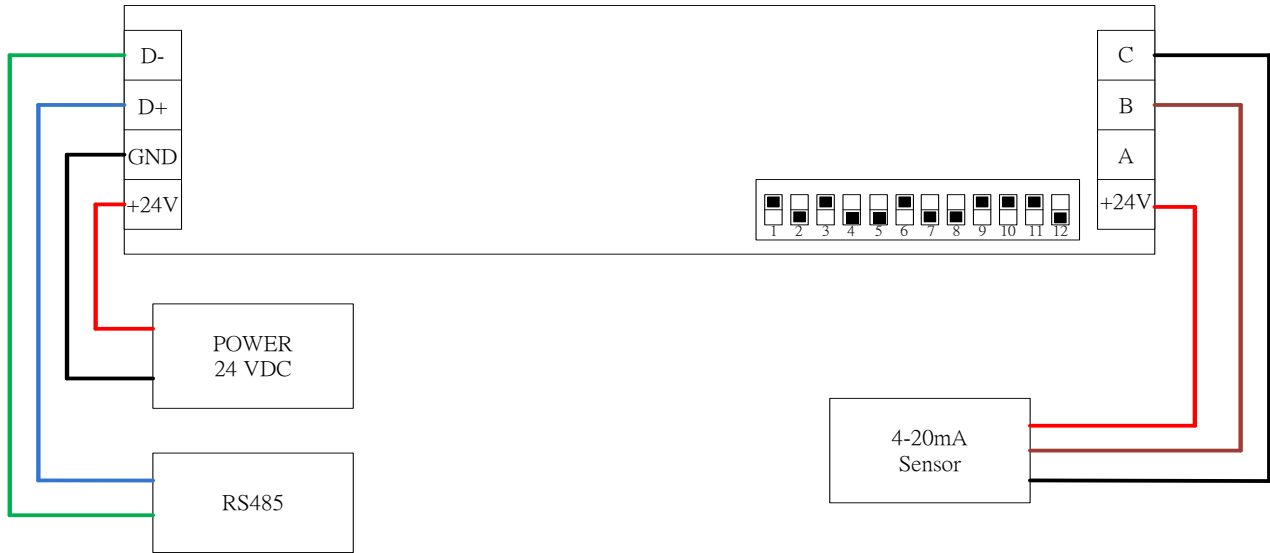 D-
D+
GND
+24V
C
B
A
+24V
1 2 3 4 5 6 7 8 9 10 11 12
POWER
24 VDC
4-20mA
Sensor
RS485